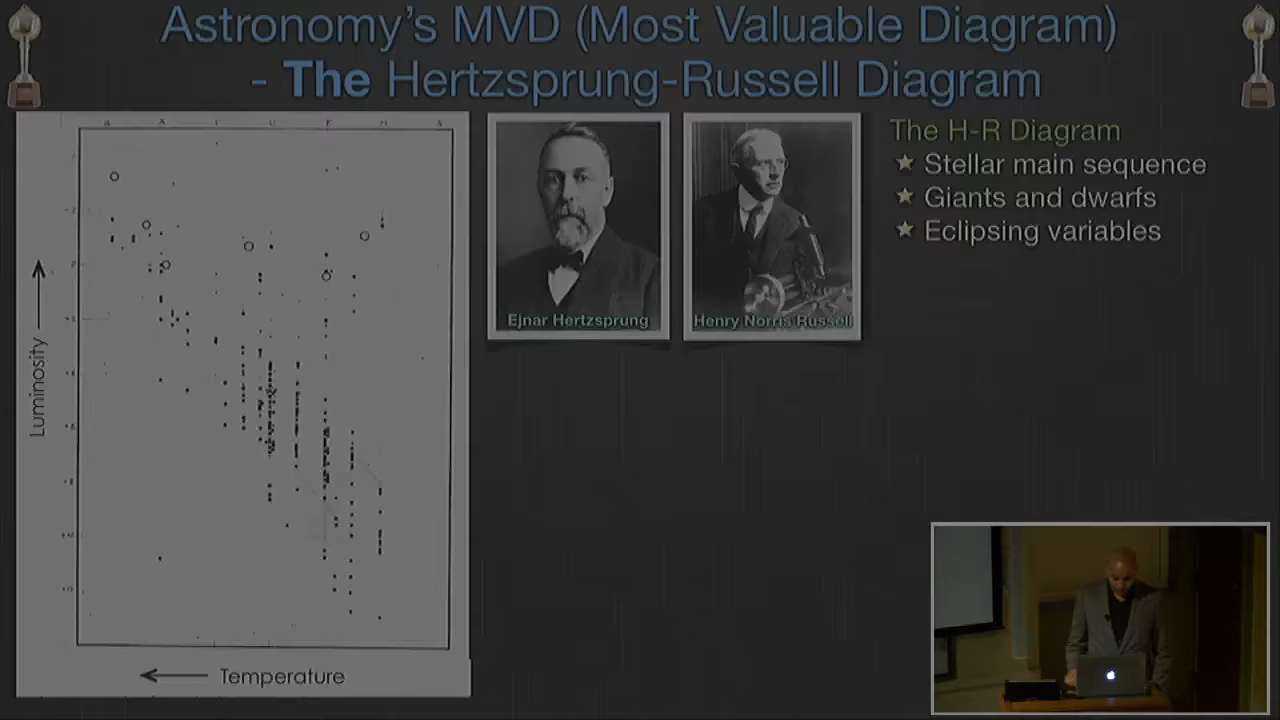 Astronomy's MVD (Most Valuable Diagram)
- The Hertzsprung-Russell Diagram
Luminosity
Temperature
Ejnar Hertzsprung
Henry Norris Russell
The H-R Diagram
Stellar main sequence
Giants and dwarfs
Eclipsing variables